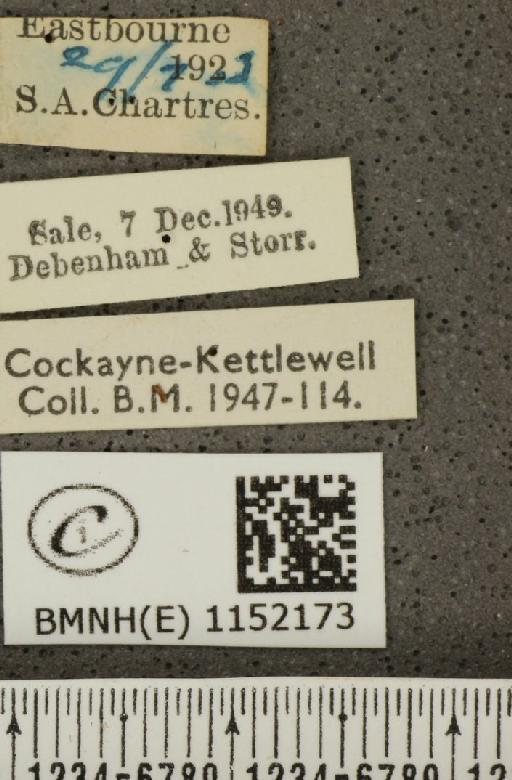 Eastbourne
29/7 1923
S.A.Chartres.
Sale, 7 Dec.1949.
Debenham & Storr.
Cockayne-Kettlewell
Coll. B.M. 1947-114.
C
BMNH(E) 1152173